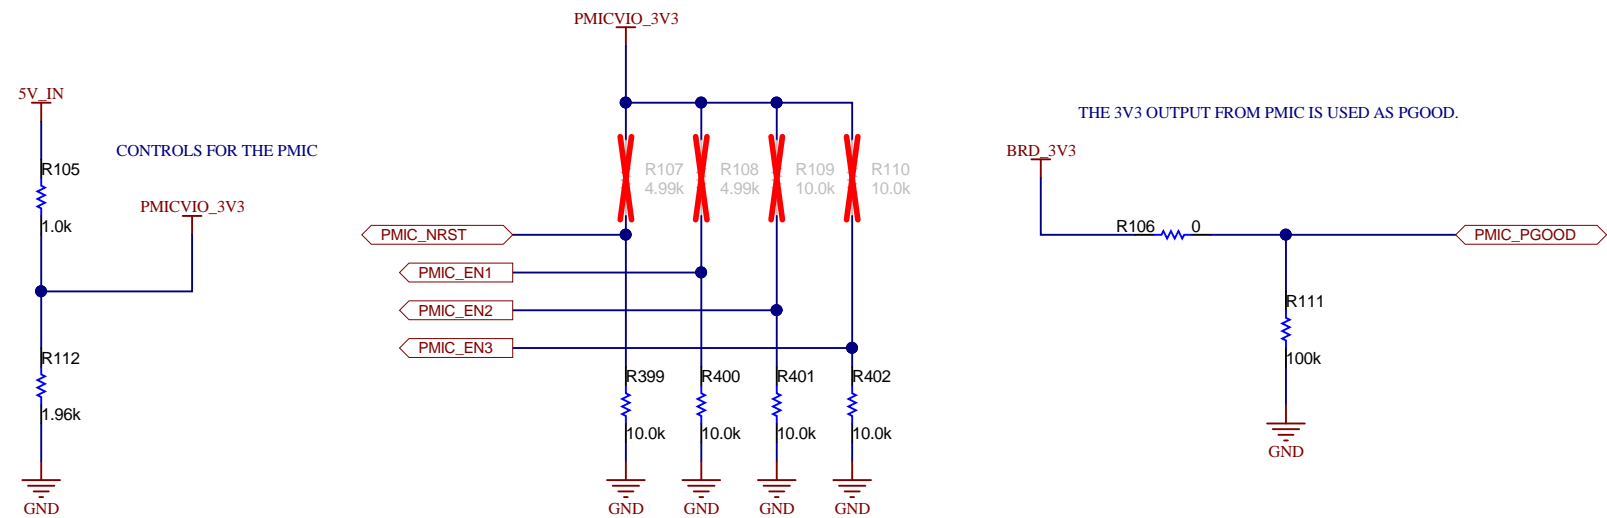 5V_IN
R105
1.0k
CONTROLS FOR THE PMIC
PMICVIO_3V3
R112
1.96k
GND
PMICVIO_3V3
R107
4.99k
R108
4.99k
R109
10.0k
R110
10.0k
PMIC_NRST
PMIC_EN1
PMIC_EN2
PMIC_EN3
R399
10.0k
R400
10.0k
R401
10.0k
R402
10.0k
GND
GND
GND
GND
THE 3V3 OUTPUT FROM PMIC IS USED AS PGOOD.
BRD_3V3
R106
0
PMIC_PGOOD
R111
100k
GND